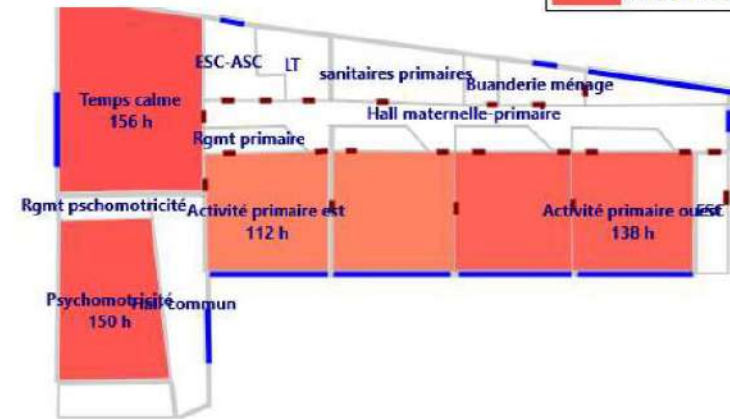 ESC-ASC
LT
sanitaires primaires
Buanderie ménage
Temps calme
156 h
Hall maternelle-primaire
Rgmt primaire
Rgmt pschomotricité
Activité primaire est
112 h
Activité primaire ouest
138 h
ESC
Psychomotricité
150 h
Hall commun